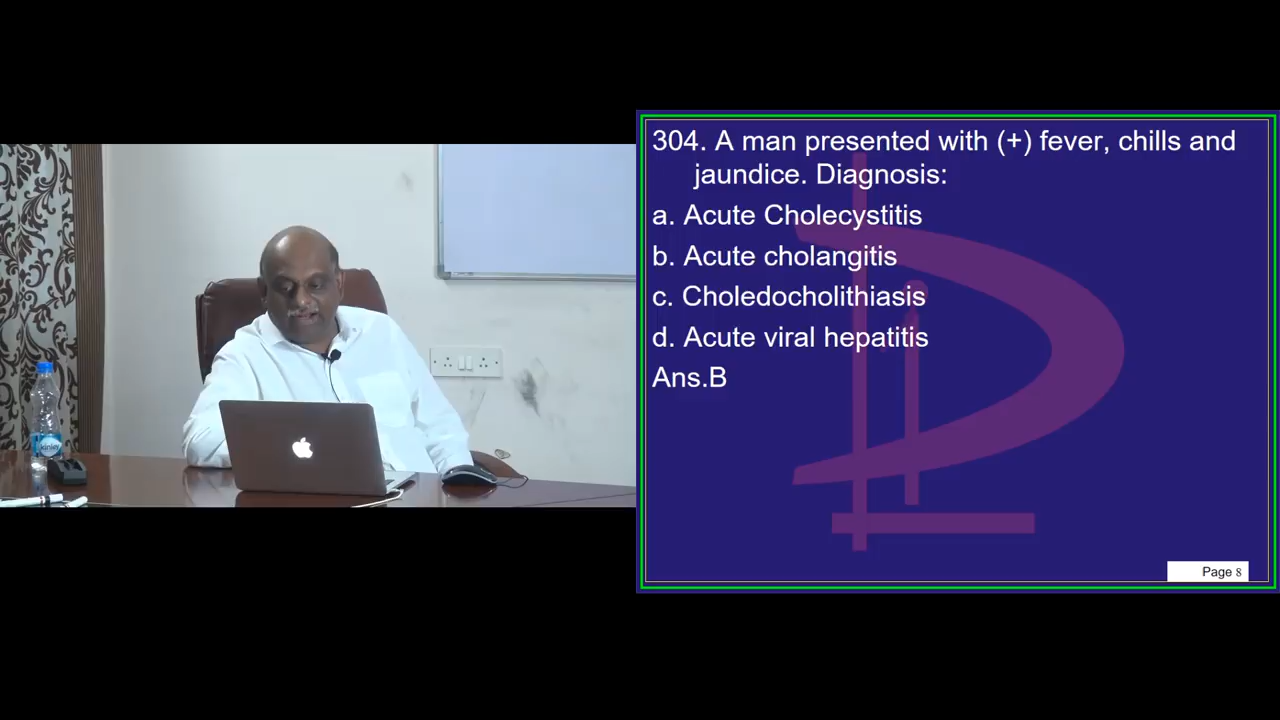 304. A man presented with (+) fever, chills and
jaundice. Diagnosis:
a. Acute Cholecystitis
b. Acute cholangitis
c. Choledocholithiasis
d. Acute viral hepatitis
Ans.B
Page 8
Kinley